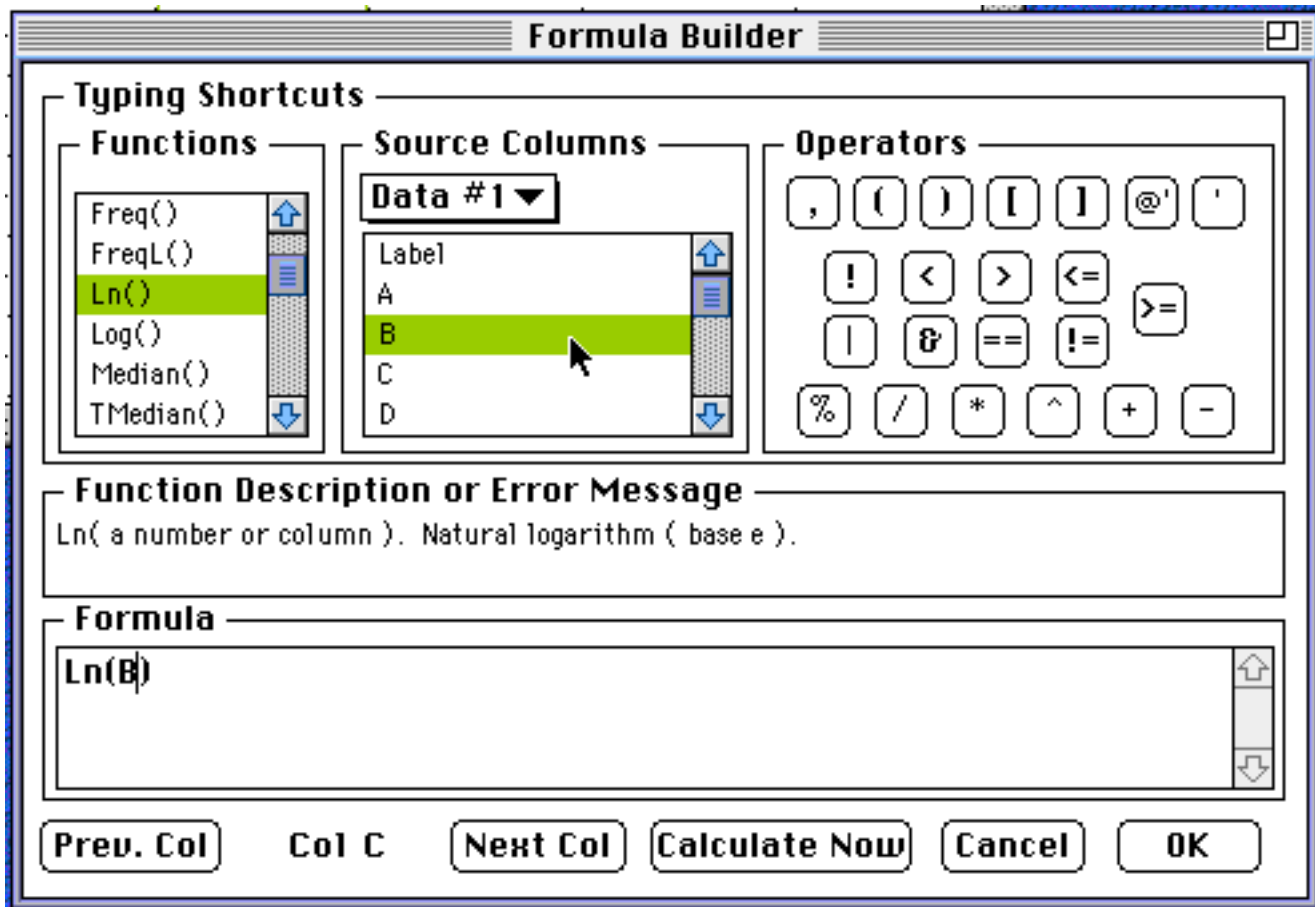 Formula Builder
Typing Shortcuts
Functions
Freq()
FreqL()
Ln()
Log()
Median()
TMedian()
Source Columns
Data #1
Label
A
B
C
D
Operators
, ( ) [ ] @' '
! < > <=
>=
| & == !=
% / * ^ + -
Function Description or Error Message
Ln( a number or column ).  Natural logarithm ( base e ).
Formula
Ln(B)
Prev. Col Col C Next Col Calculate Now Cancel OK